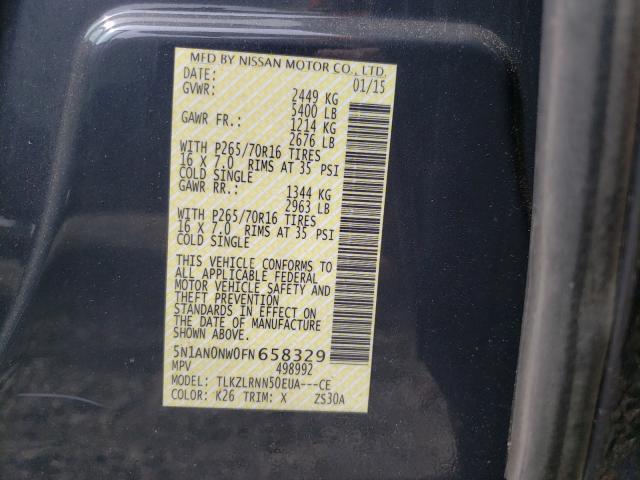 MFD BY NISSAN MOTOR CO., LTD.
DATE: 01/15
GVWR: 2449 KG
5400 LB
GAWR FR.: 1214 KG
2676 LB
WITH P265/70R16 TIRES
16 X 7.0 RIMS AT 35 PSI
COLD SINGLE
GAWR RR.: 1344 KG
2963 LB
WITH P265/70R16 TIRES
16 X 7.0 RIMS AT 35 PSI
COLD SINGLE
THIS VEHICLE CONFORMS TO
ALL APPLICABLE FEDERAL
MOTOR VEHICLE SAFETY AND
THEFT PREVENTION
STANDARDS IN EFFECT ON
THE DATE OF MANUFACTURE
SHOWN ABOVE.
5N1AN0NW0FN658329
MPV 498992
MODEL: TLKZLRNN50EUA---CE
COLOR: K26 TRIM: X ZS30A